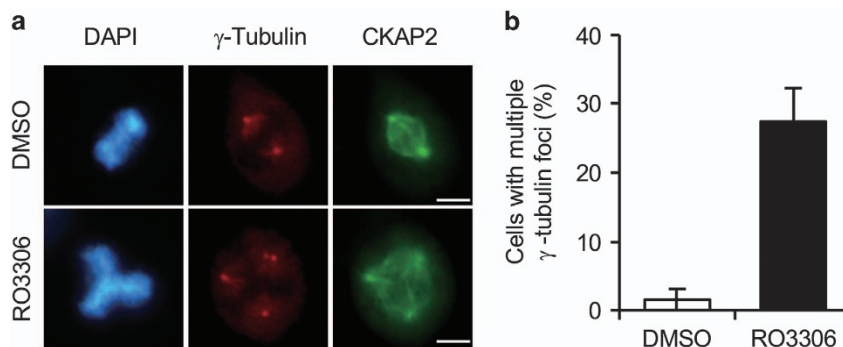 a
DAPI γ-Tubulin CKAP2
DMSO
RO3306
b
Cells with multiple
γ-tubulin foci (%)
40
30
20
10
0
DMSO RO3306